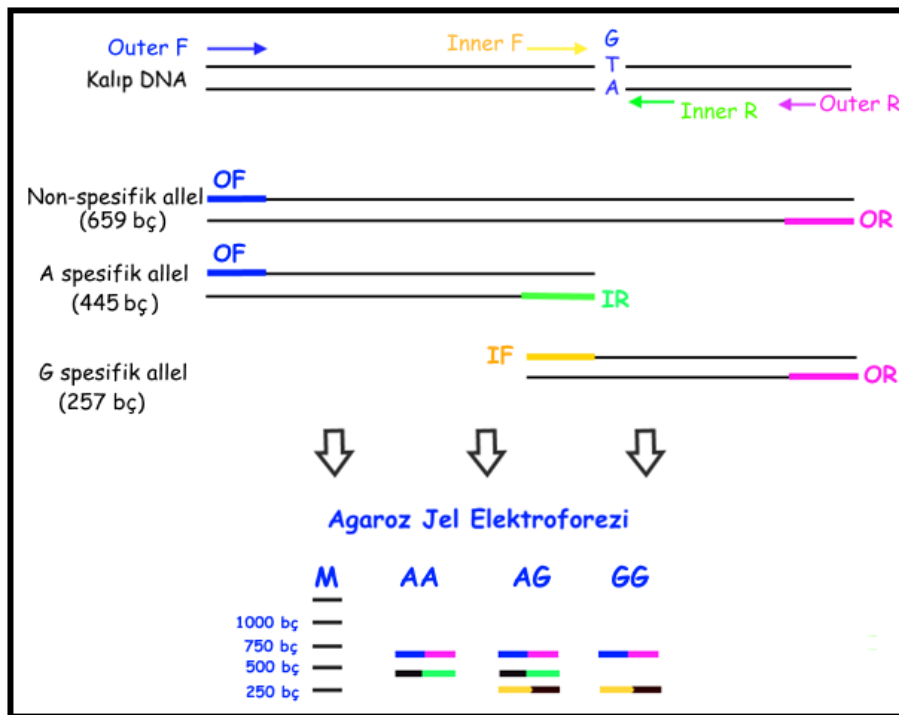 Outer F
Inner F
G
Kalıp DNA
T
A
Inner R
Outer R
OF
Non-spesifik allel
(659 bç)
OR
OF
A spesifik allel
(445 bç)
IR
IF
G spesifik allel
(257 bç)
OR
Agaroz Jel Elektroforezi
M AA AG GG
1000 bç
750 bç
500 bç
250 bç